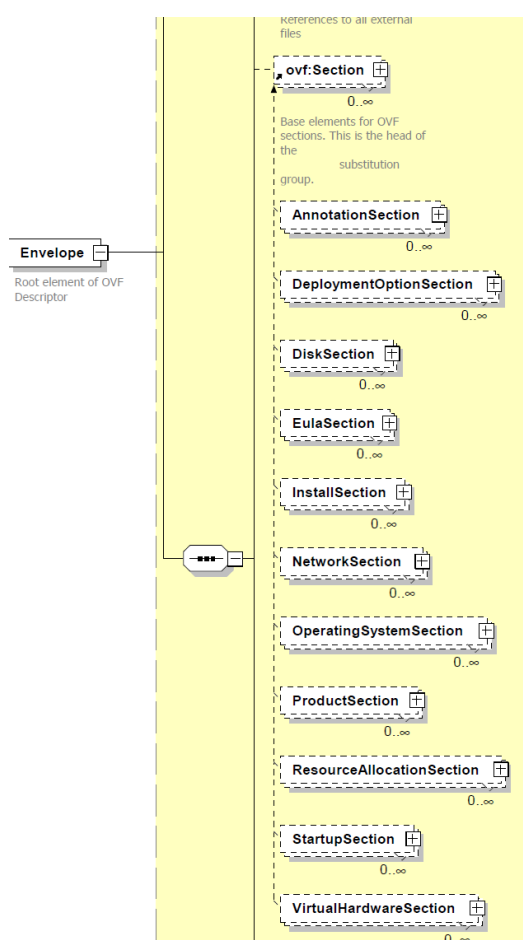 References to all external
files
ovf:Section
0..∞
Base elements for OVF
sections. This is the head of
the
substitution
group.
AnnotationSection
0..∞
Envelope
Root element of OVF
Descriptor
DeploymentOptionSection
0..∞
DiskSection
0..∞
EulaSection
0..∞
InstallSection
0..∞
NetworkSection
0..∞
OperatingSystemSection
0..∞
ProductSection
0..∞
ResourceAllocationSection
0..∞
StartupSection
0..∞
VirtualHardwareSection
0..∞